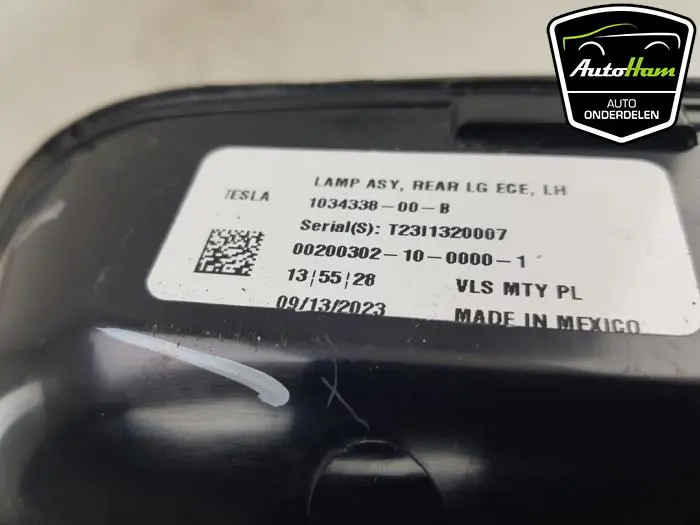 AutoHam
AUTO
ONDERDELEN
TESLA
LAMP ASY, REAR LG ECE, LH
1034338-00-B
Serial(S): T23I1320007
00200302-10-0000-1
13:55:28
VLS MTY PL
09/13/2023
MADE IN MEXICO